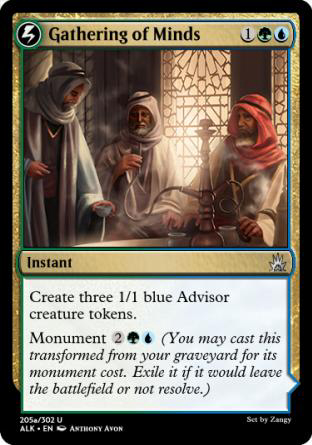 Gathering of Minds 1
Instant
Create three 1/1 blue Advisor
creature tokens.
Monument 2 (You may cast this
transformed from your graveyard for its
monument cost. Exile it if it would leave
the battlefield or not resolve.)
205a/302 U
Set by Zangy
ALK • EN Anthony Avon